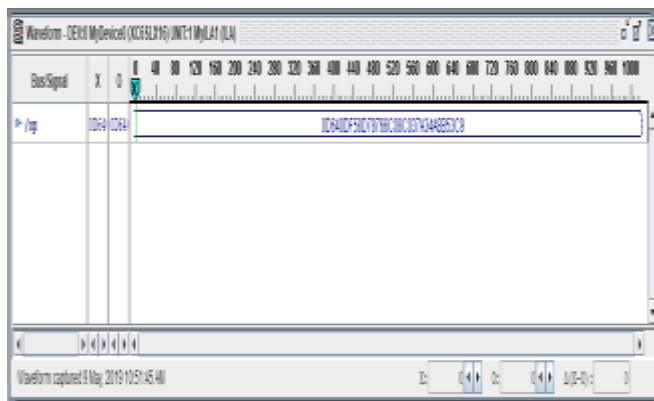 Waveform - DEV:0 MyDevice0 (XC6SLX16) UNIT:1 MyILA1 (ILA)
Bus/Signal X O 0 40 80 120 160 200 240 280 320 360 400 440 480 520 560 600 640 680 720 760 800 840 880 920 960 1000
/op
Waveform captured 9 May, 2019 10:51:45 AM X: 0 O: 0 Δ(X-O): 0